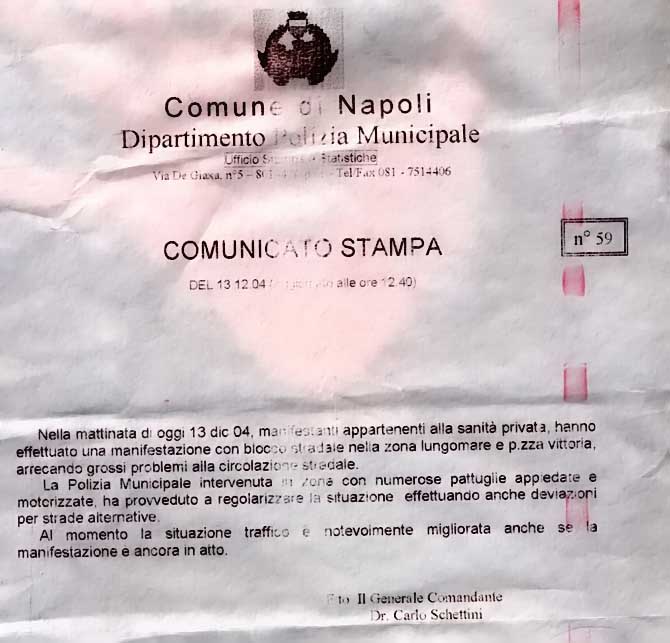 Comune di Napoli
Dipartimento Polizia Municipale
Ufficio Stampa e Statistiche
Via De Giaxa, n°5 – Tel/Fax 081 - 7514406
n° 59
COMUNICATO STAMPA
DEL 13 12 04 alle ore 12.40)
Nella mattinata di oggi 13 dic 04, manifestanti appartenenti alla sanità privata, hanno
effettuato una manifestazione con blocco stradale nella zona lungomare e p.zza vittoria,
arrecando grossi problemi alla circolazione stradale.
La Polizia Municipale intervenuta in zona con numerose pattuglie appiedate e
motorizzate, ha provveduto a regolarizzare la situazione effettuando anche deviazioni
per strade alternative.
Al momento la situazione traffico è notevolmente migliorata anche se la
manifestazione è ancora in atto.
F.to Il Generale Comandante
Dr. Carlo Schettini